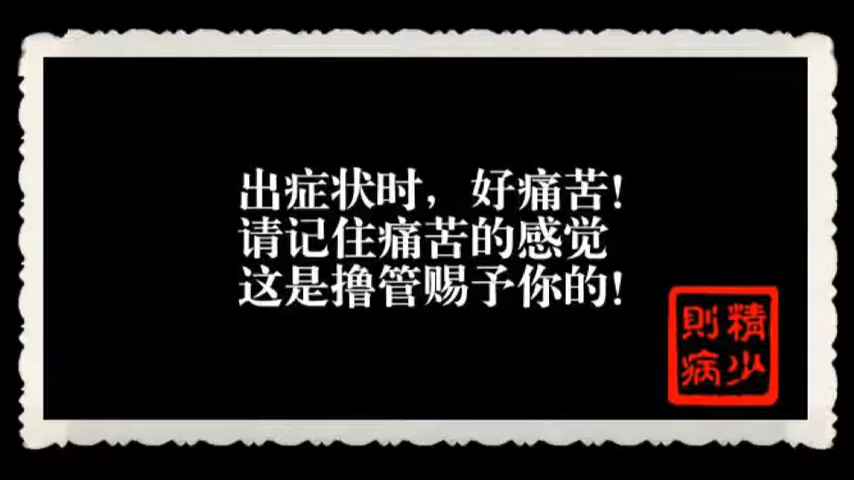 出症状时，好痛苦！
请记住痛苦的感觉
这是撸管赐予你的！
精少
则病